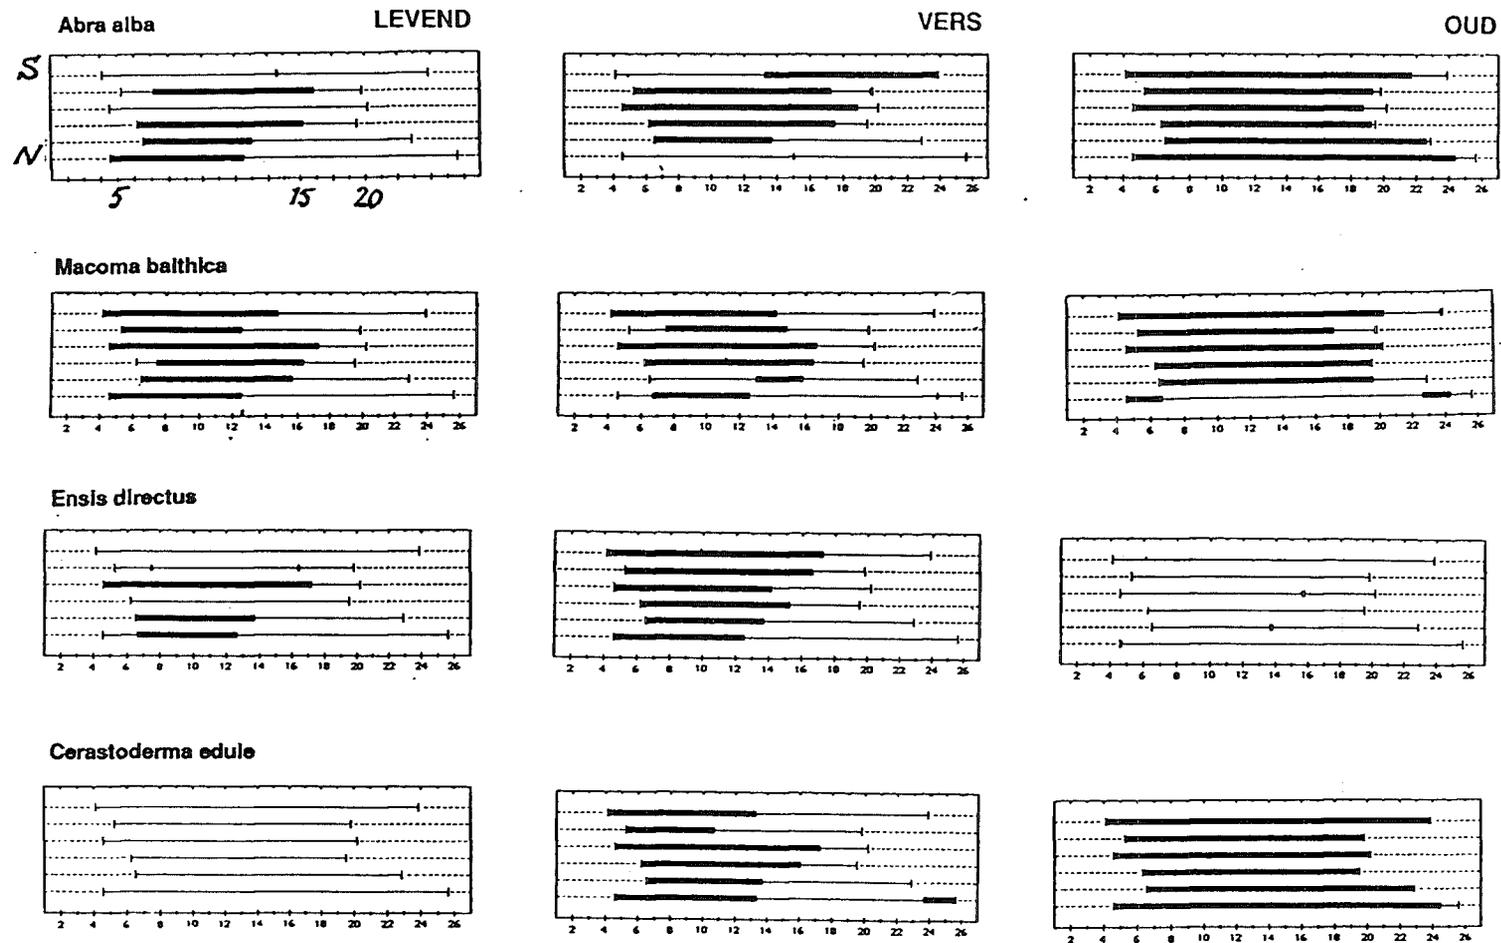 Abra alba LEVEND VERS OUD
S
N
5 15 20
2 4 6 8 10 12 14 16 18 20 22 24 26
2 4 6 8 10 12 14 16 18 20 22 24 26
Macoma balthica
2 4 6 8 10 12 14 16 18 20 22 24 26
2 4 6 8 10 12 14 16 18 20 22 24 26
2 4 6 8 10 12 14 16 18 20 22 24 26
Ensis directus
2 4 6 8 10 12 14 16 18 20 22 24 26
2 4 6 8 10 12 14 16 18 20 22 24 26
2 4 6 8 10 12 14 16 18 20 22 24 26
Cerastoderma edule
2 4 6 8 10 12 14 16 18 20 22 24 26
2 4 6 8 10 12 14 16 18 20 22 24 26
2 4 6 8 10 12 14 16 18 20 22 24 26